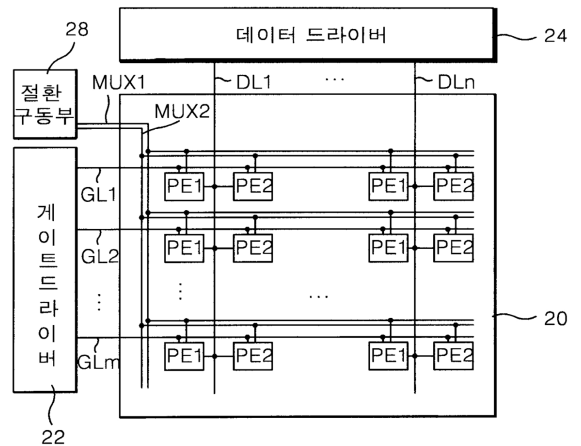 28
데이터 드라이버
24
절환
구동부
MUX1
DL1
...
DLn
MUX2
GL1
PE1 PE2 PE1 PE2
게이트드라이버
GL2
PE1 PE2 PE1 PE2
...
...
...
20
GLm
PE1 PE2 PE1 PE2
22